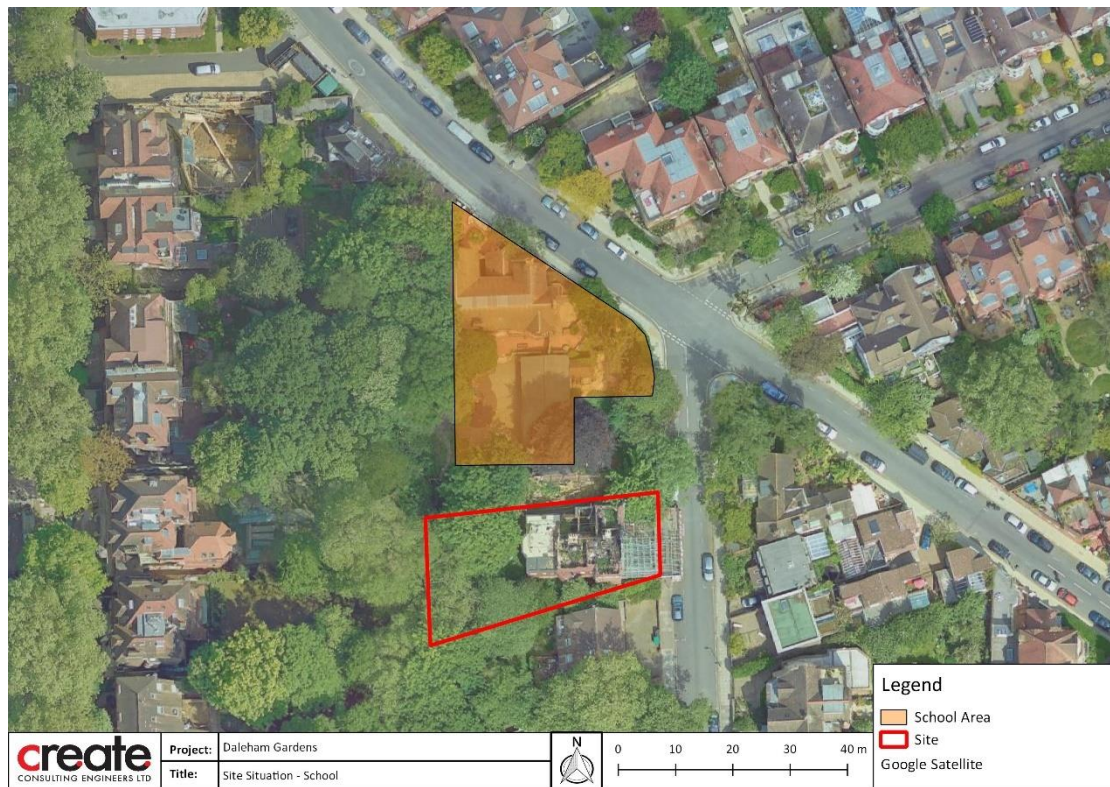 Legend
School Area
Site
Google Satellite
create
CONSULTING ENGINEERS LTD
Project: Daleham Gardens
Title: Site Situation - School
N
0 10 20 30 40 m